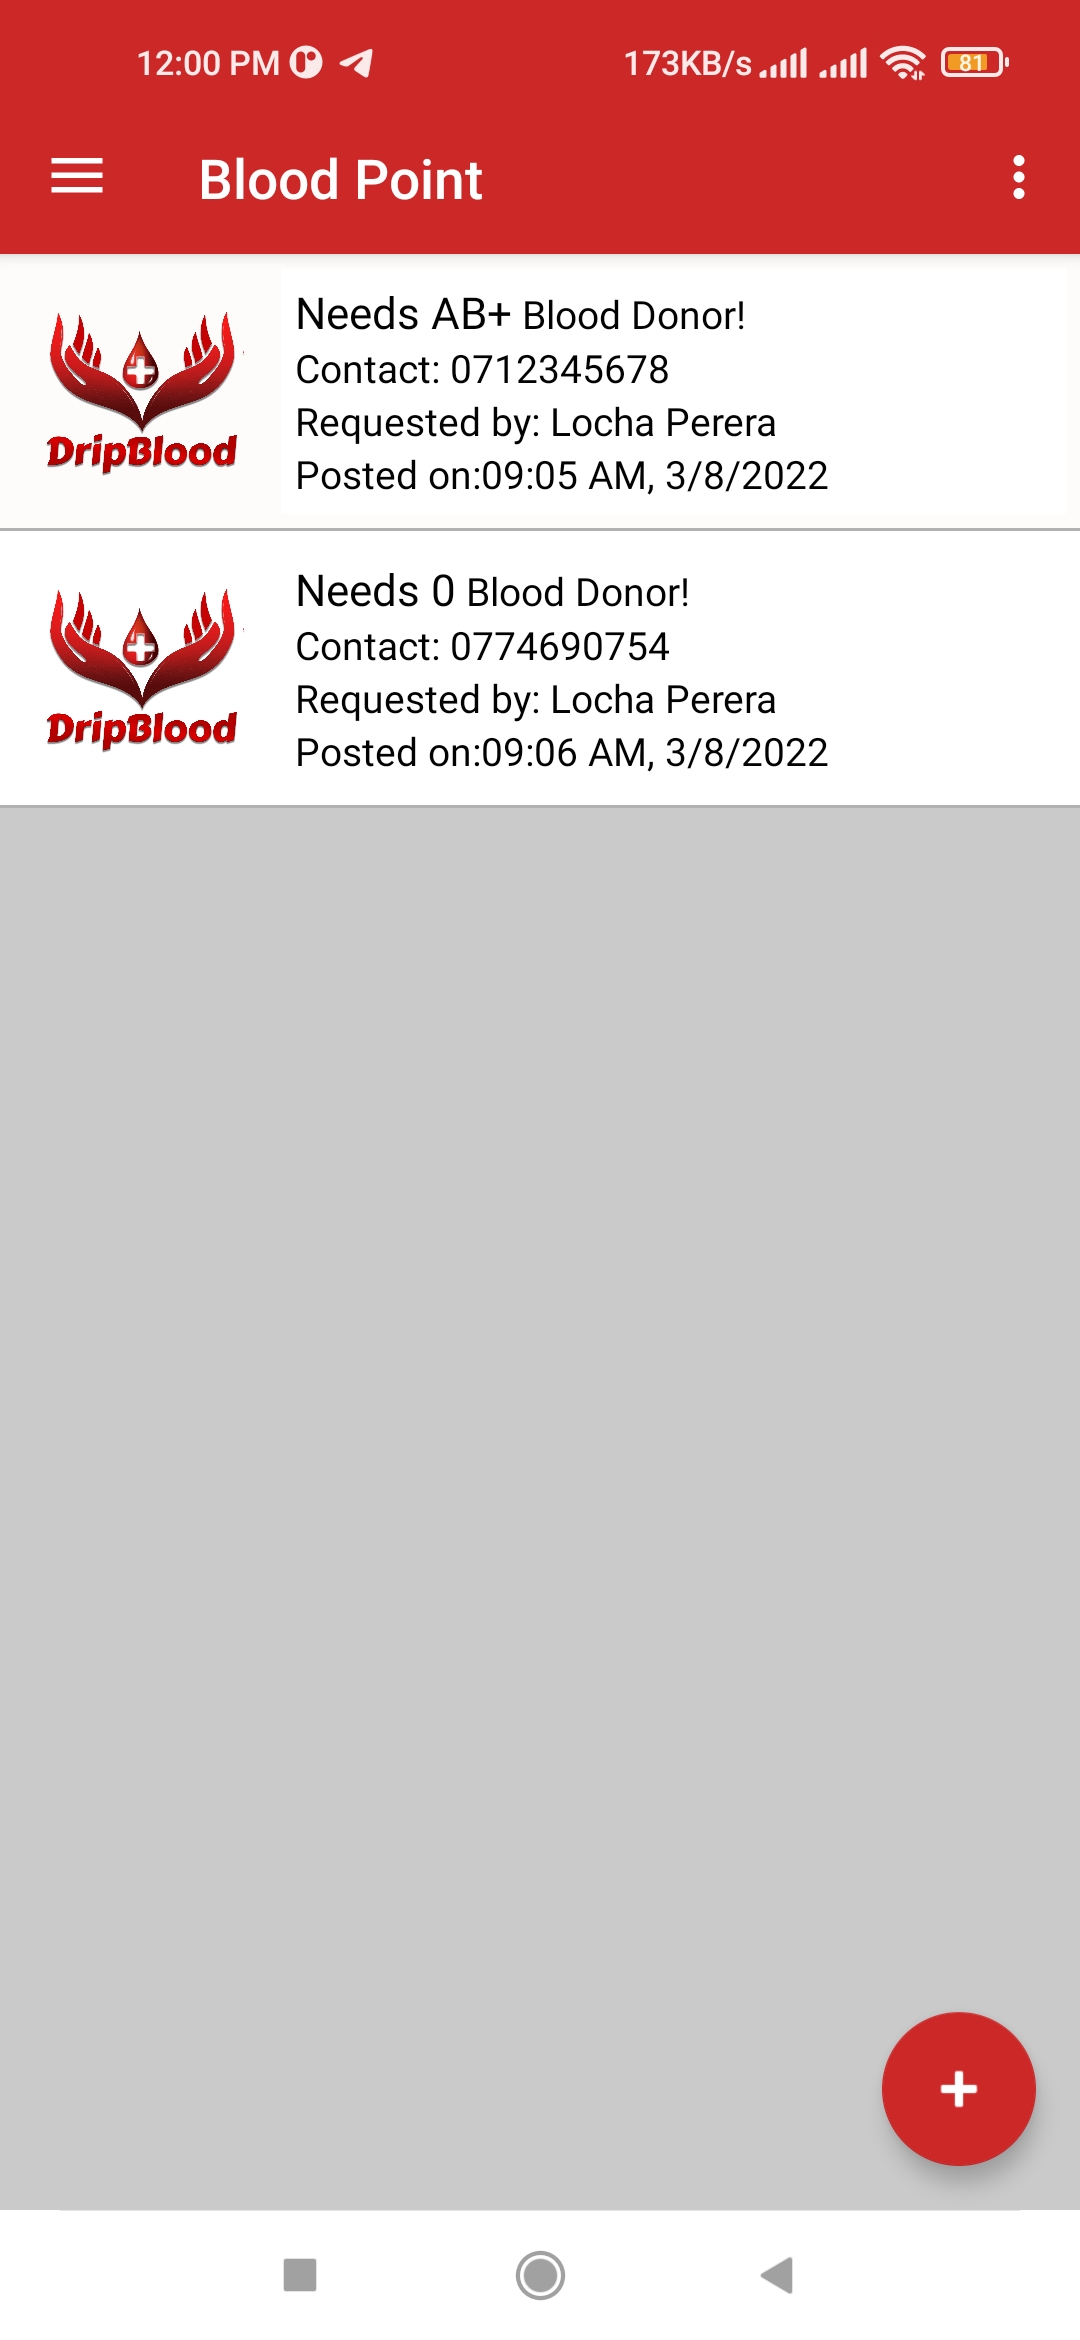 12:00 PM 173KB/s 81
Blood Point
Needs AB+ Blood Donor!
Contact: 0712345678
Requested by: Locha Perera
Posted on:09:05 AM, 3/8/2022
DripBlood
Needs 0 Blood Donor!
Contact: 0774690754
Requested by: Locha Perera
Posted on:09:06 AM, 3/8/2022
DripBlood